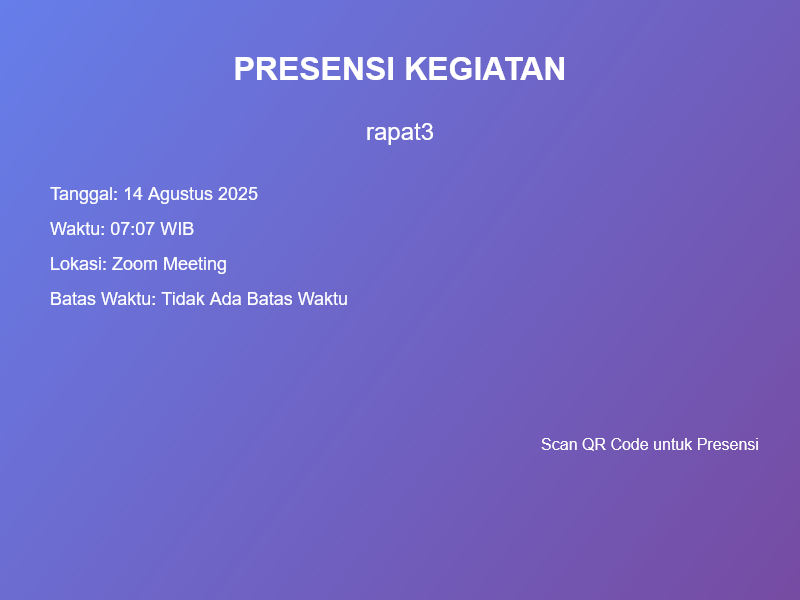 PRESENSI KEGIATAN
rapat3
Tanggal: 14 Agustus 2025
Waktu: 07:07 WIB
Lokasi: Zoom Meeting
Batas Waktu: Tidak Ada Batas Waktu
Scan QR Code untuk Presensi